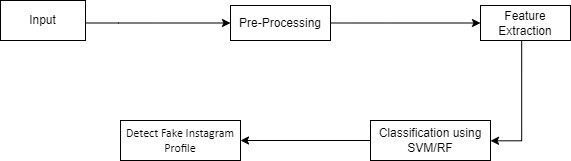 Input
Pre-Processing
Feature
Extraction
Detect Fake Instagram
Profile
Classification using
SVM/RF